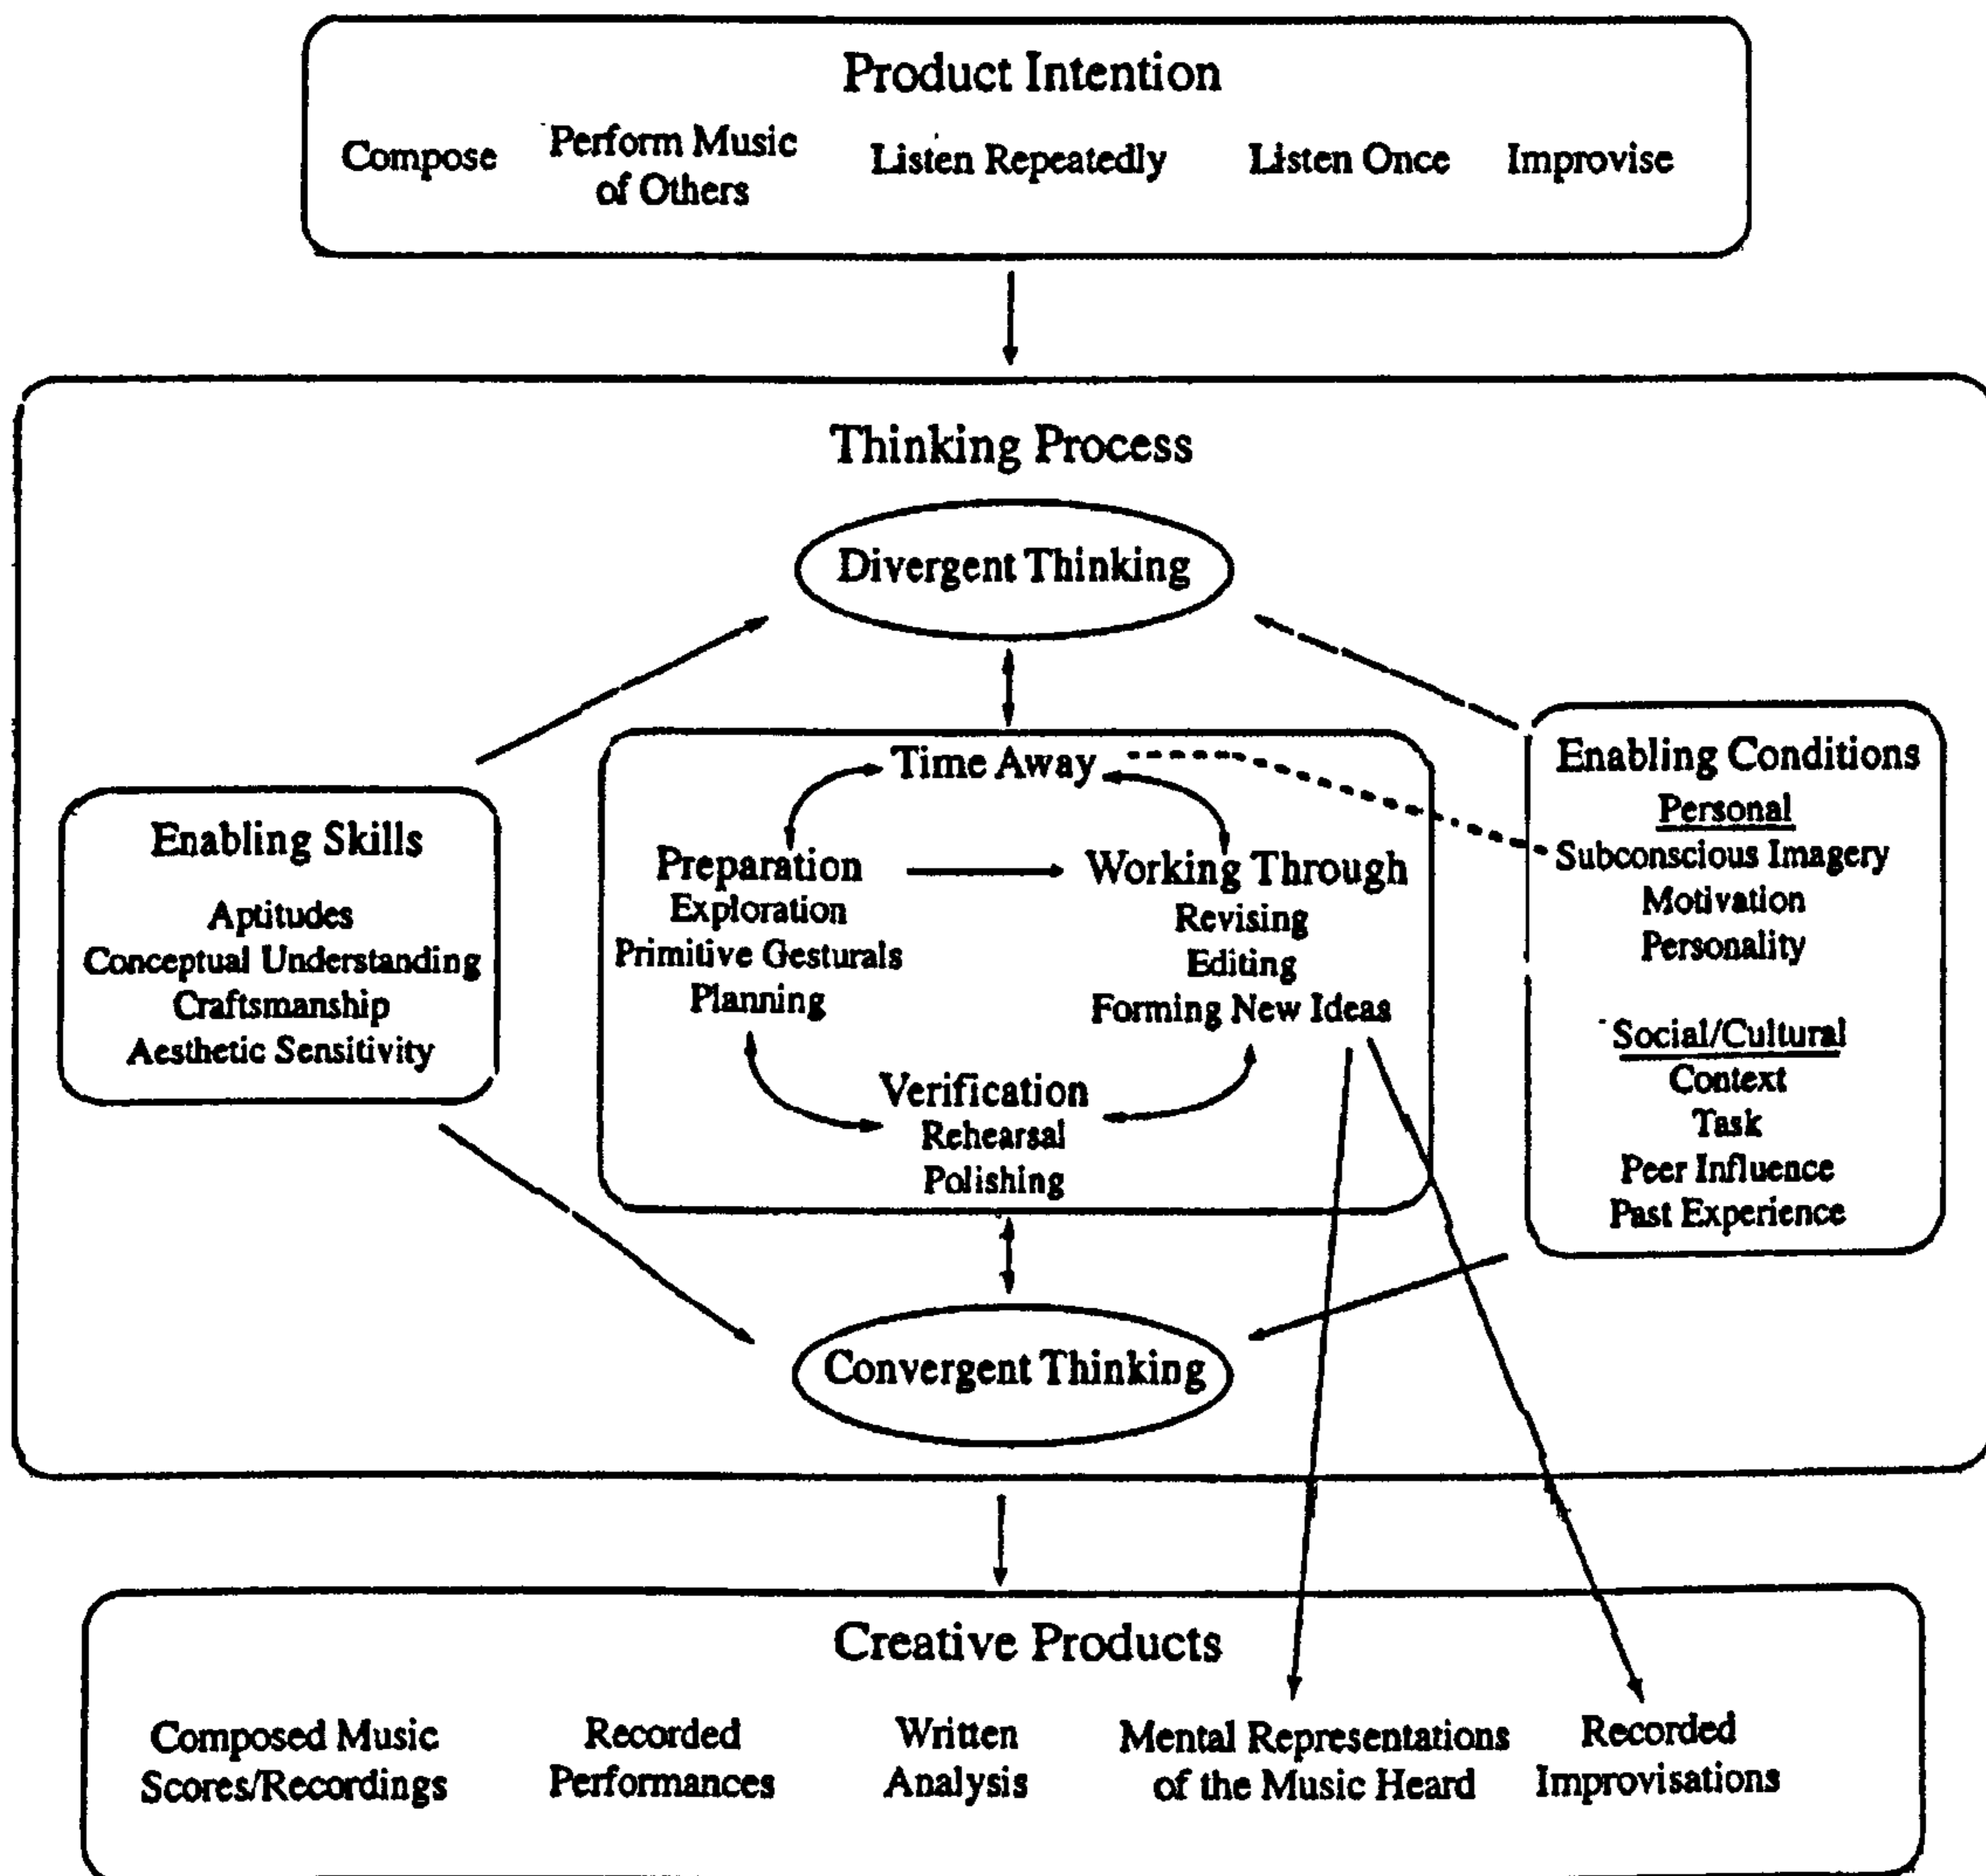 Product Intention
Compose
Perform Music
of Others
Listen Repeatedly
Listen Once
Improvise
Thinking Process
Divergent Thinking
Enabling Skills
Aptitudes
Conceptual Understanding
Craftsmanship
Aesthetic Sensitivity
Time Away
Preparation
Exploration
Primitive Gesturals
Planning
Working Through
Revising
Editing
Forming New Ideas
Verification
Rehearsal
Polishing
Enabling Conditions
Personal
Subconscious Imagery
Motivation
Personality
Social/Cultural
Context
Task
Peer Influence
Past Experience
Convergent Thinking
Creative Products
Composed Music
Scores/Recordings
Recorded
Performances
Written
Analysis
Mental Representations
of the Music Heard
Recorded
Improvisations